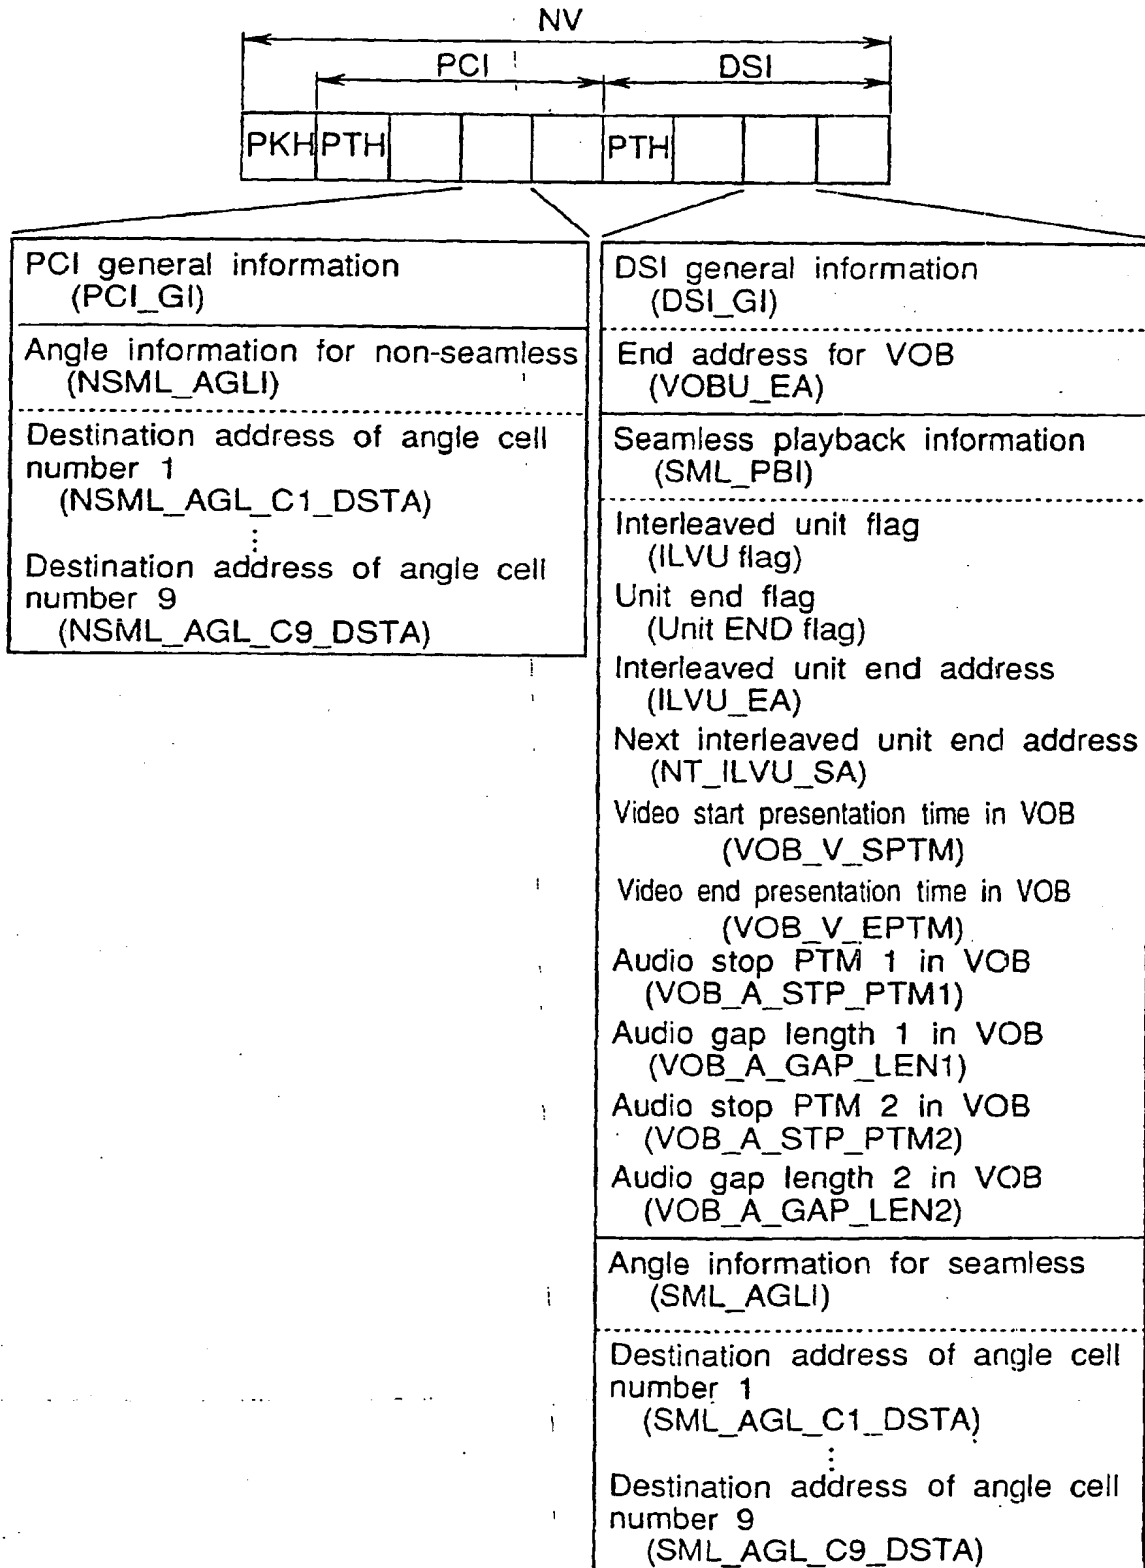 NV
PCI
DSI
PKH PTH PTH
PCI general information
(PCI_GI)
Angle information for non-seamless
(NSML_AGLI)
Destination address of angle cell
number 1
(NSML_AGL_C1_DSTA)
⋮
Destination address of angle cell
number 9
(NSML_AGL_C9_DSTA)
DSI general information
(DSI_GI)
End address for VOB
(VOBU_EA)
Seamless playback information
(SML_PBI)
Interleaved unit flag
(ILVU flag)
Unit end flag
(Unit END flag)
Interleaved unit end address
(ILVU_EA)
Next interleaved unit end address
(NT_ILVU_SA)
Video start presentation time in VOB
(VOB_V_SPTM)
Video end presentation time in VOB
(VOB_V_EPTM)
Audio stop PTM 1 in VOB
(VOB_A_STP_PTM1)
Audio gap length 1 in VOB
(VOB_A_GAP_LEN1)
Audio stop PTM 2 in VOB
(VOB_A_STP_PTM2)
Audio gap length 2 in VOB
(VOB_A_GAP_LEN2)
Angle information for seamless
(SML_AGLI)
Destination address of angle cell
number 1
(SML_AGL_C1_DSTA)
⋮
Destination address of angle cell
number 9
(SML_AGL_C9_DSTA)